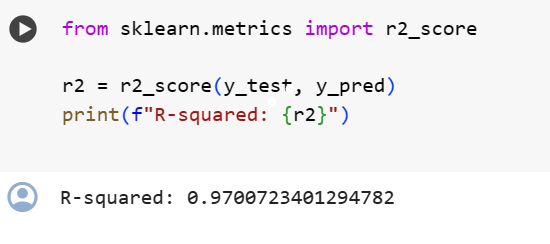 from sklearn.metrics import r2_score
r2 = r2_score(y_test, y_pred)
print(f"R-squared: {r2}")
R-squared: 0.9700723401294782